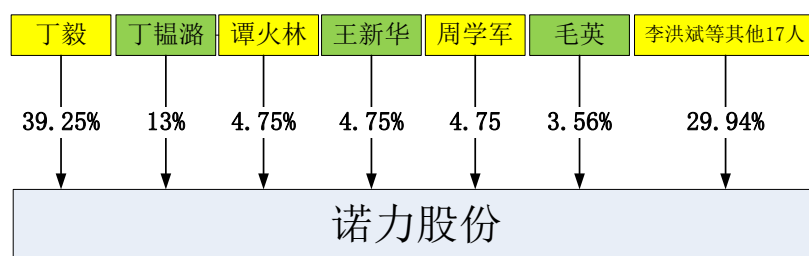 丁毅 丁韫潞 谭火林 王新华 周学军 毛英 李洪斌等其他17人
39.25% 13% 4.75% 4.75% 4.75 3.56% 29.94%
诺力股份